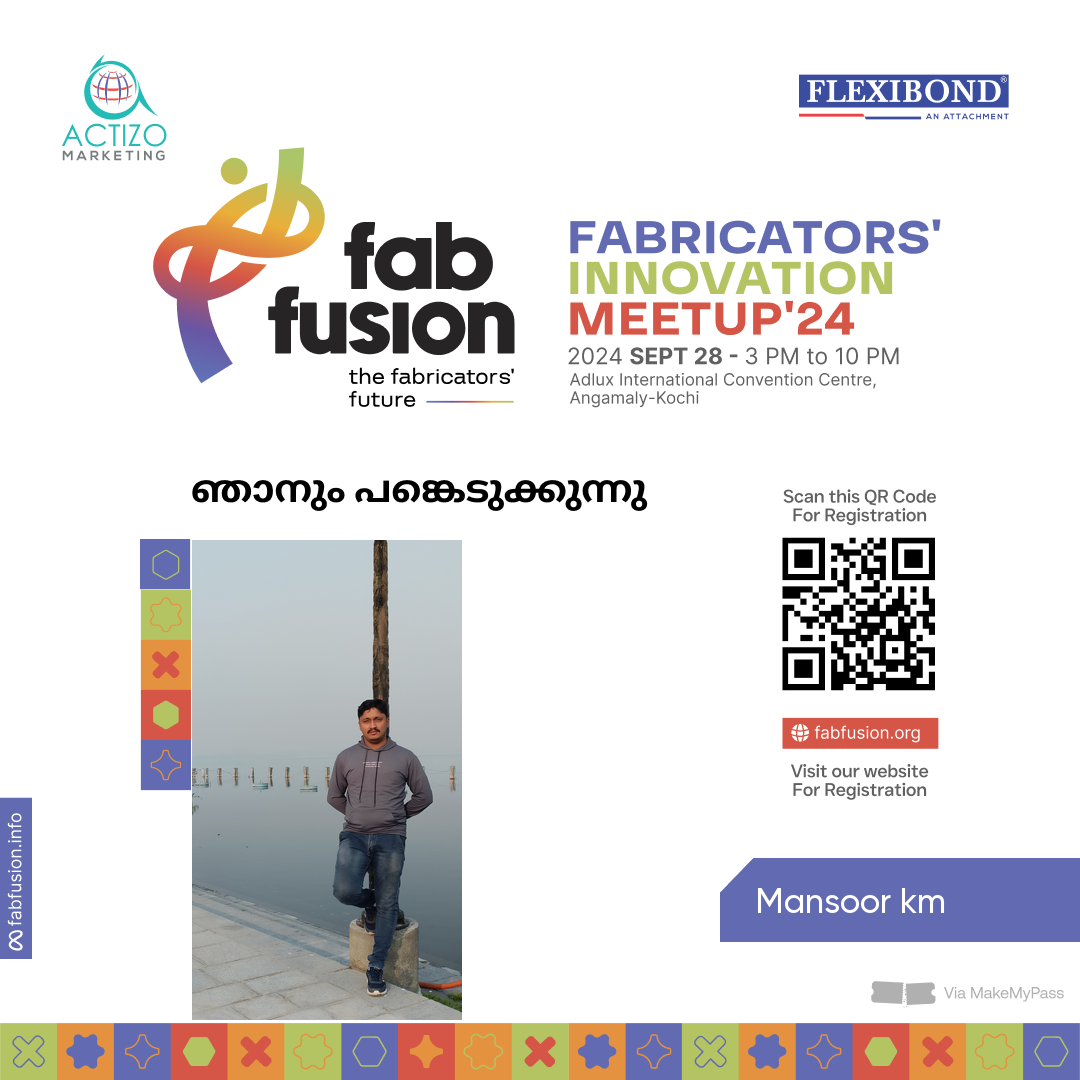 ACTIZO
MARKETING
FLEXIBOND®
AN ATTACHMENT
fab
fusion
the fabricators'
future
FABRICATORS'
INNOVATION
MEETUP'24
2024 SEPT 28 - 3 PM to 10 PM
Adlux International Convention Centre,
Angamaly-Kochi
ഞാനും പങ്കെടുക്കുന്നു
Scan this QR Code
For Registration
fabfusion.org
Visit our website
For Registration
fabfusion.info
Mansoor km
Via MakeMyPass